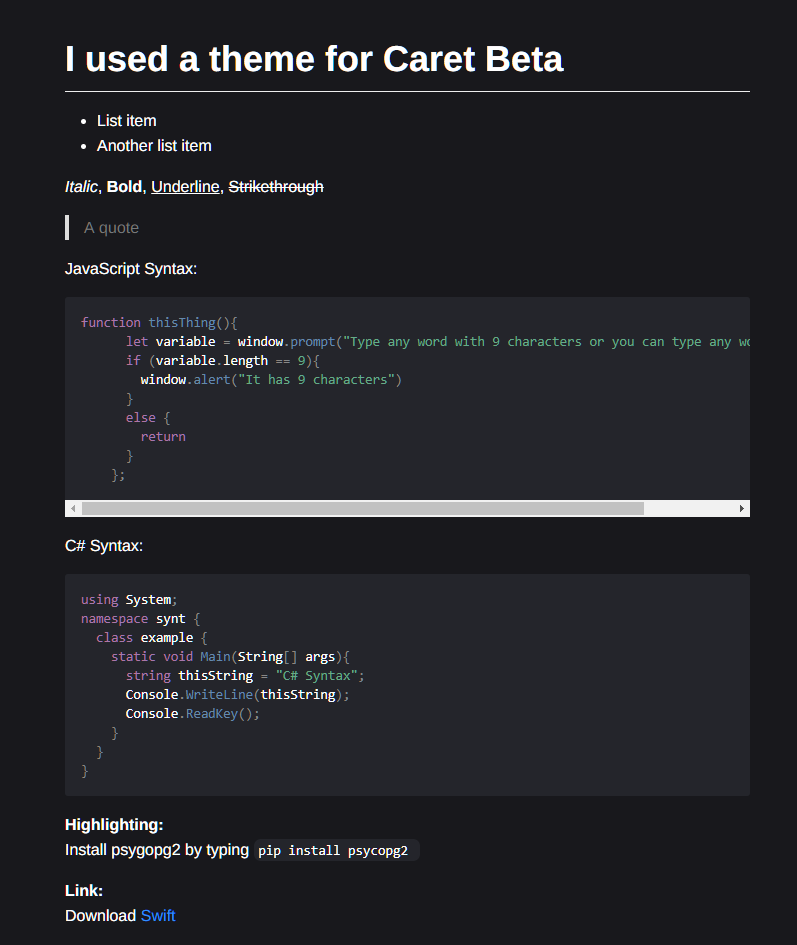 I used a theme for Caret Beta
• List item
• Another list item
Italic, Bold, Underline, Strikethrough
A quote
JavaScript Syntax:
function thisThing(){
      let variable = window.prompt("Type any word with 9 characters or you can type any
      if (variable.length == 9){
        window.alert("It has 9 characters")
      }
      else {
        return
      }
    };
C# Syntax:
using System;
namespace synt {
  class example {
    static void Main(String[] args){
      string thisString = "C# Syntax";
      Console.WriteLine(thisString);
      Console.ReadKey();
    }
  }
}
Highlighting:
Install psygopg2 by typing pip install psycopg2
Link:
Download Swift